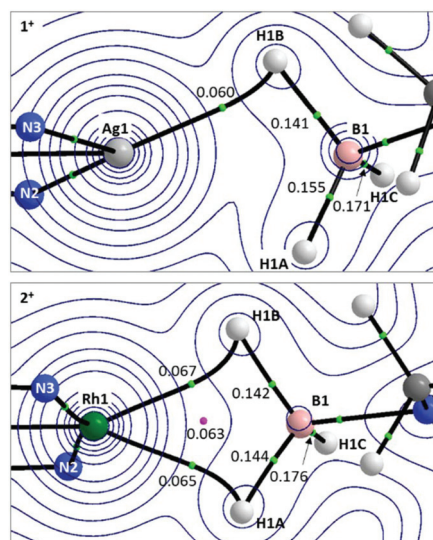 1+
H1B
0.060
N3
Ag1
0.141
B1
0.155
N2
0.171
H1C
H1A
2+
H1B
0.067
N3
Rh1
0.142
B1
0.063
N2
0.144
H1C
0.065
0.176
H1A